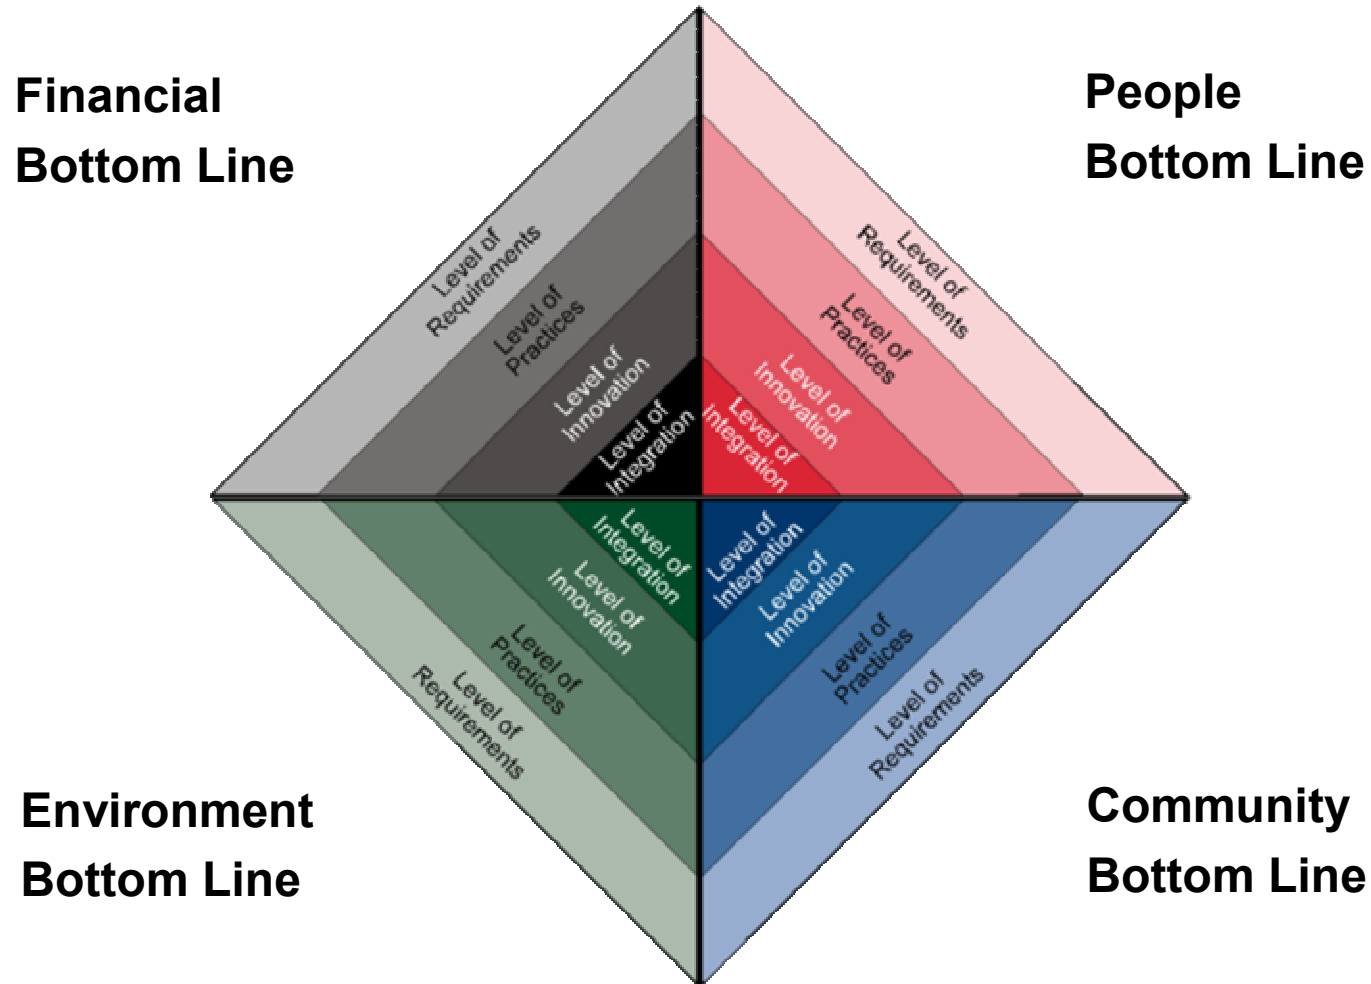 Financial
Bottom Line
People
Bottom Line
Level of
Requirements
Level of
Practices
Level of
Innovation
Level of
Integration
Level of
Requirements
Level of
Practices
Level of
Innovation
Level of
Integration
Level of
Integration
Level of
Innovation
Level of
Practices
Level of
Requirements
Level of
Integration
Level of
Innovation
Level of
Practices
Level of
Requirements
Environment
Bottom Line
Community
Bottom Line